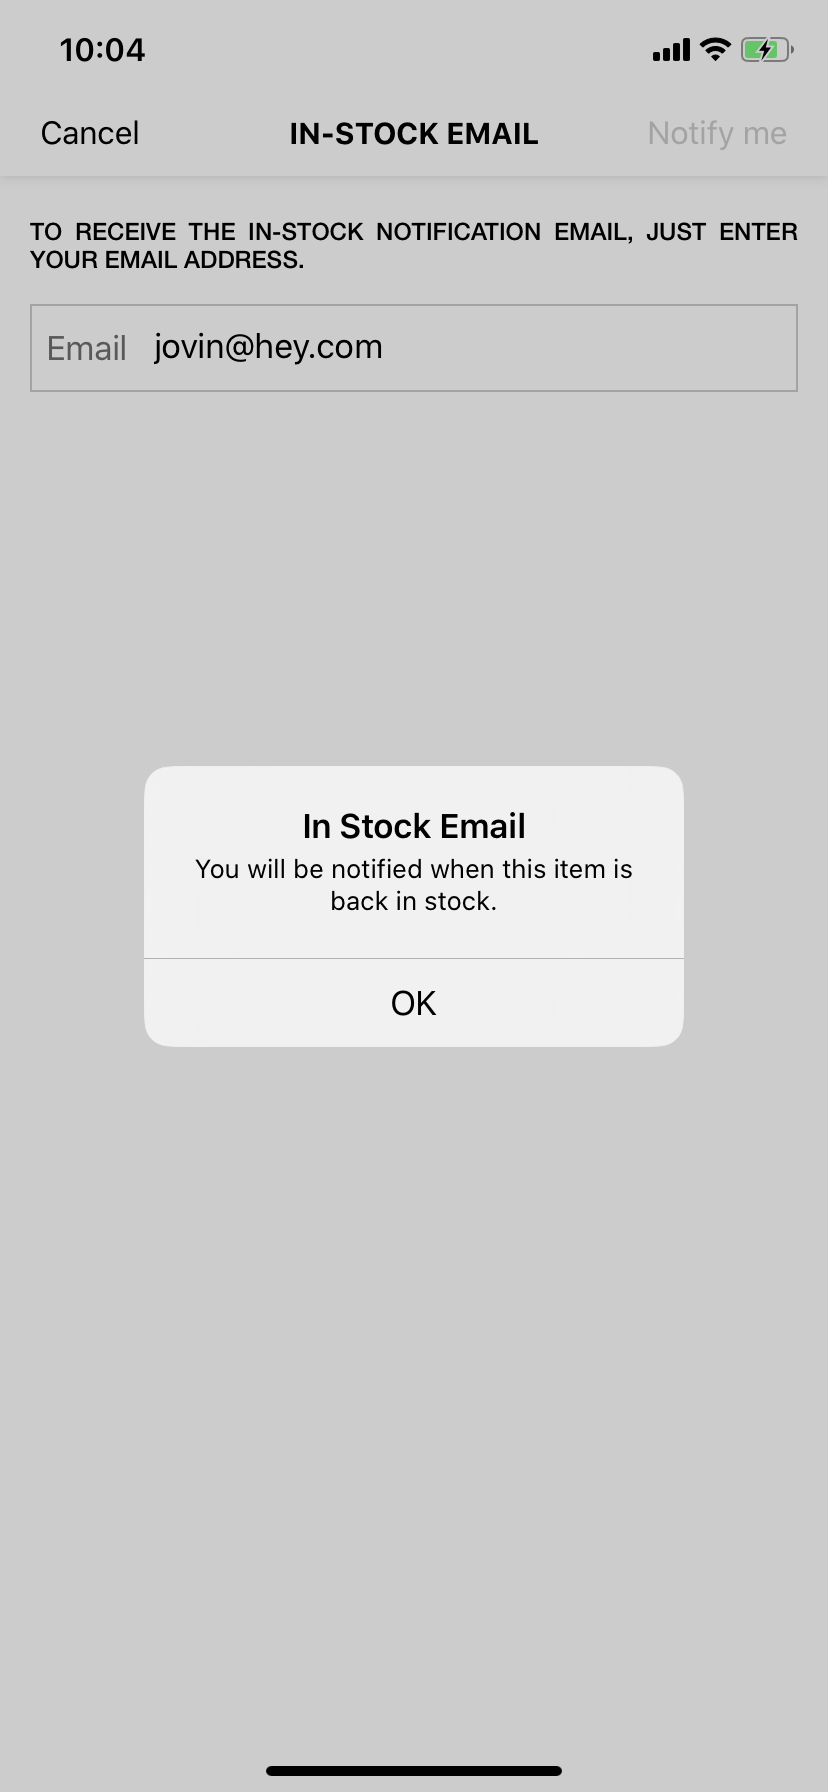 10:04
Cancel IN-STOCK EMAIL Notify me
TO RECEIVE THE IN-STOCK NOTIFICATION EMAIL, JUST ENTER
YOUR EMAIL ADDRESS.
Email jovin@hey.com
In Stock Email
You will be notified when this item is
back in stock.
OK